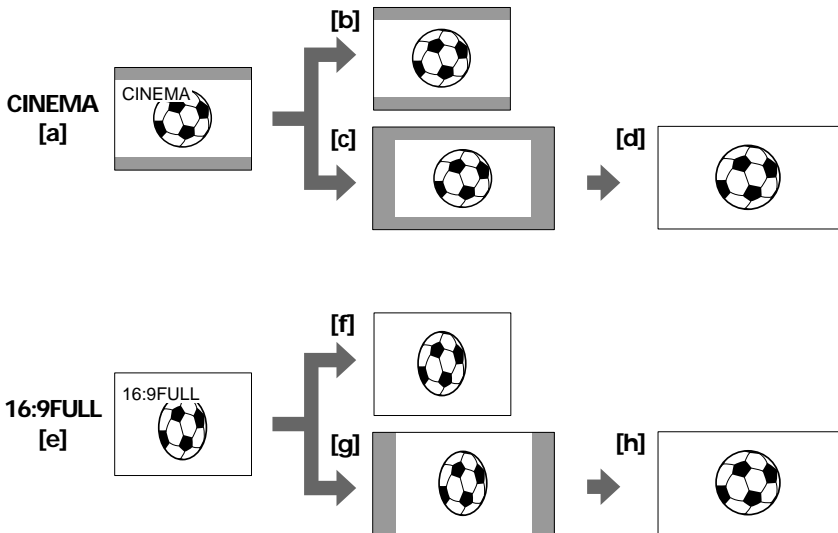 [b]
CINEMA
CINEMA
[a]
[c]
[d]
[f]
16:9FULL
16:9FULL
[e]
[g]
[h]